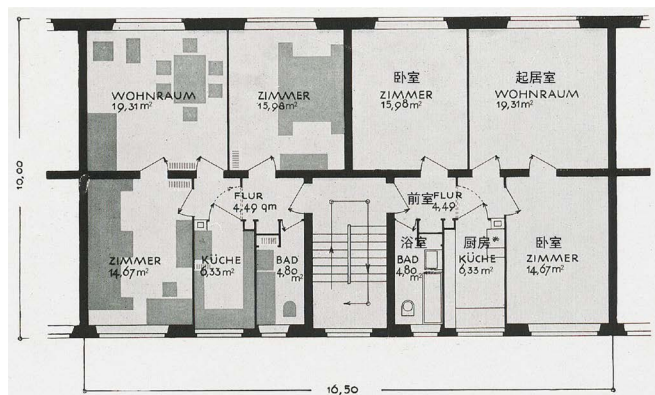 卧室
起居室
WOHNRAUM
19,31 m²
ZIMMER
15,98 m²
ZIMMER
15,98 m²
WOHNRAUM
19,31 m²
10,00
FLUR
4,49 qm
前室 FLUR
4,49
浴室
厨房
卧室
ZIMMER
14,67 m²
KÜCHE
6,33 m²
BAD
4,80 m²
BAD
4,80 m²
KÜCHE
6,33 m²
ZIMMER
14,67 m²
16,50